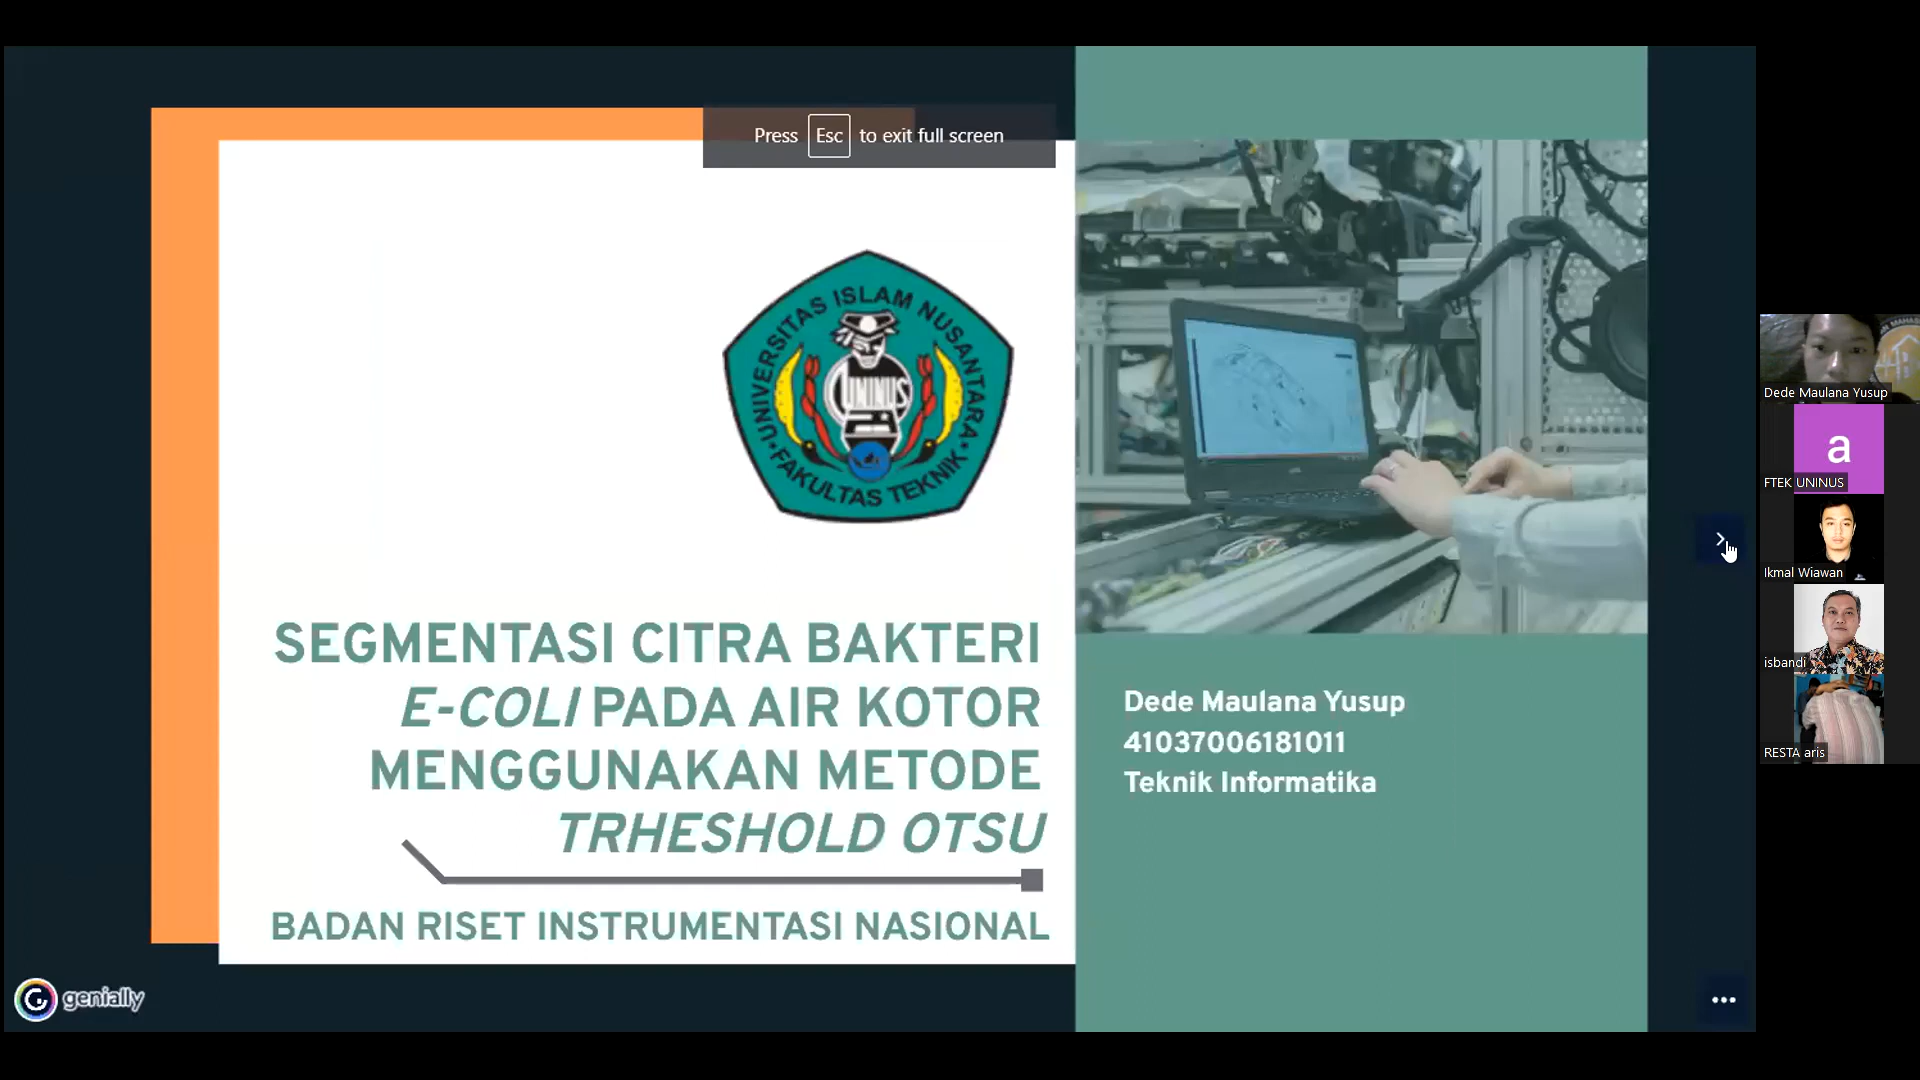 Press Esc to exit full screen
UNIVERSITAS ISLAM NUSANTARA
UNINUS
FAKULTAS TEKNIK
SEGMENTASI CITRA BAKTERI
E-COLI PADA AIR KOTOR
MENGGUNAKAN METODE
TRHESHOLD OTSU
BADAN RISET INSTRUMENTASI NASIONAL
Dede Maulana Yusup
41037006181011
Teknik Informatika
genially
Dede Maulana Yusup
a
FTEK UNINUS
Ikmal Wiawan
isbandi
RESTA aris